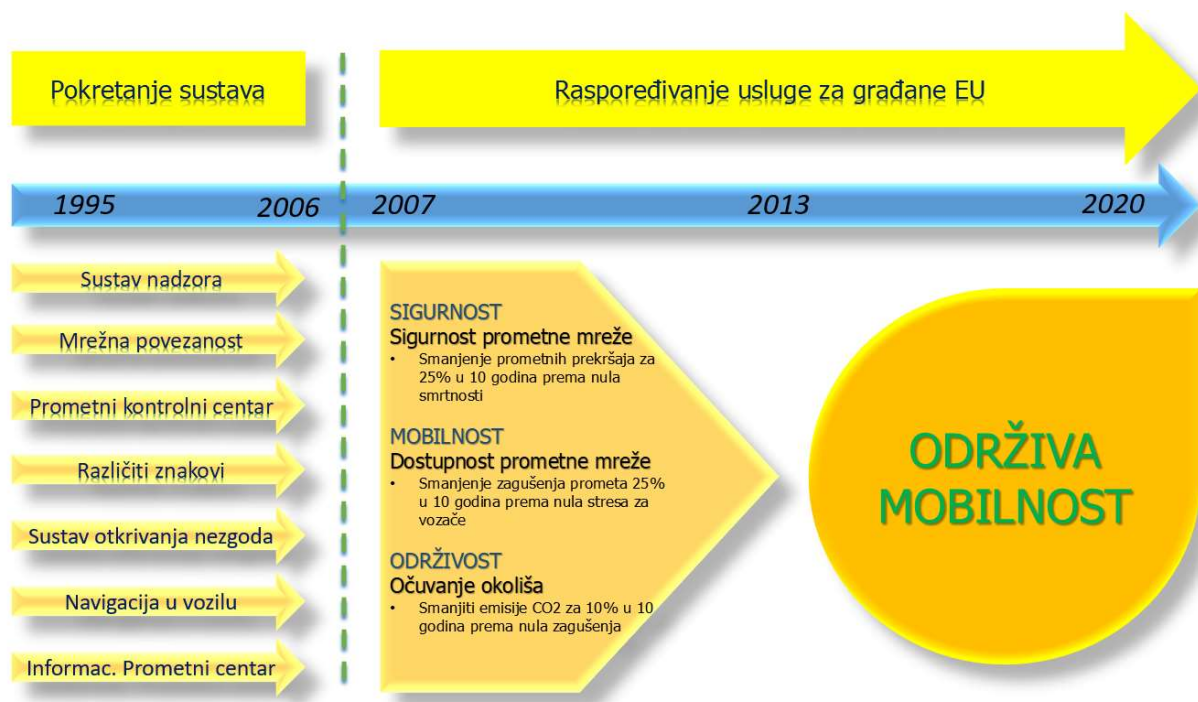 Pokretanje sustava
Raspoređivanje usluge za građane EU
1995
2006
2007
2013
2020
Sustav nadzora
Mrežna povezanost
Prometni kontrolni centar
Različiti znakovi
Sustav otkrivanja nezgoda
Navigacija u vozilu
Informac. Prometni centar
SIGURNOST
Sigurnost prometne mreže
• Smanjenje prometnih prekršaja za
25% u 10 godina prema nula
smrtnosti
MOBILNOST
Dostupnost prometne mreže
• Smanjenje zagušenja prometa 25%
u 10 godina prema nula stresa za
vozače
ODRŽIVOST
Očuvanje okoliša
• Smanjiti emisije CO2 za 10% u 10
godina prema nula zagušenja
ODRŽIVA
MOBILNOST